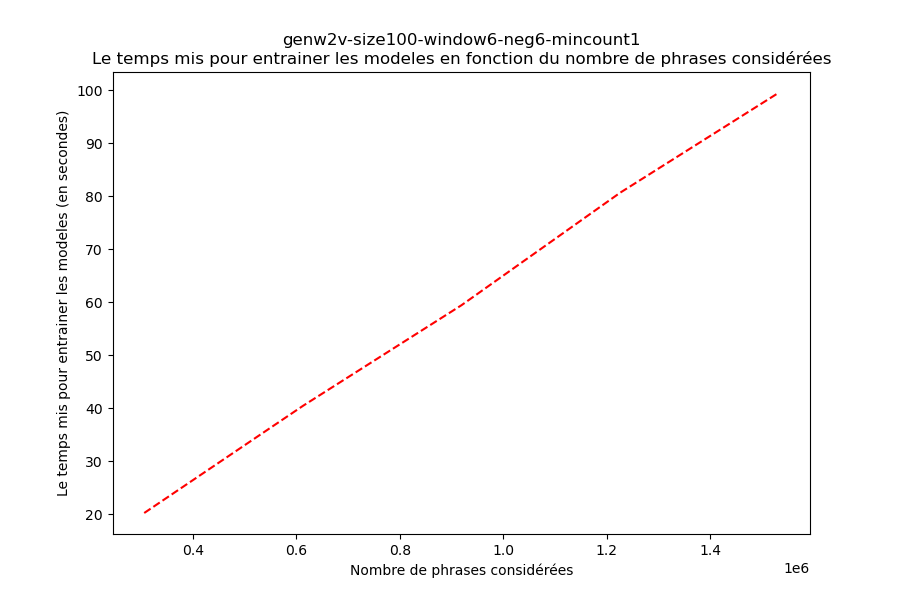 genw2v-size100-window6-neg6-mincount1
Le temps mis pour entrainer les modeles en fonction du nombre de phrases considérées
Le temps mis pour entrainer les modeles (en secondes)
100
90
80
70
60
50
40
30
20
0.4 0.6 0.8 1.0 1.2 1.4
1e6
Nombre de phrases considérées